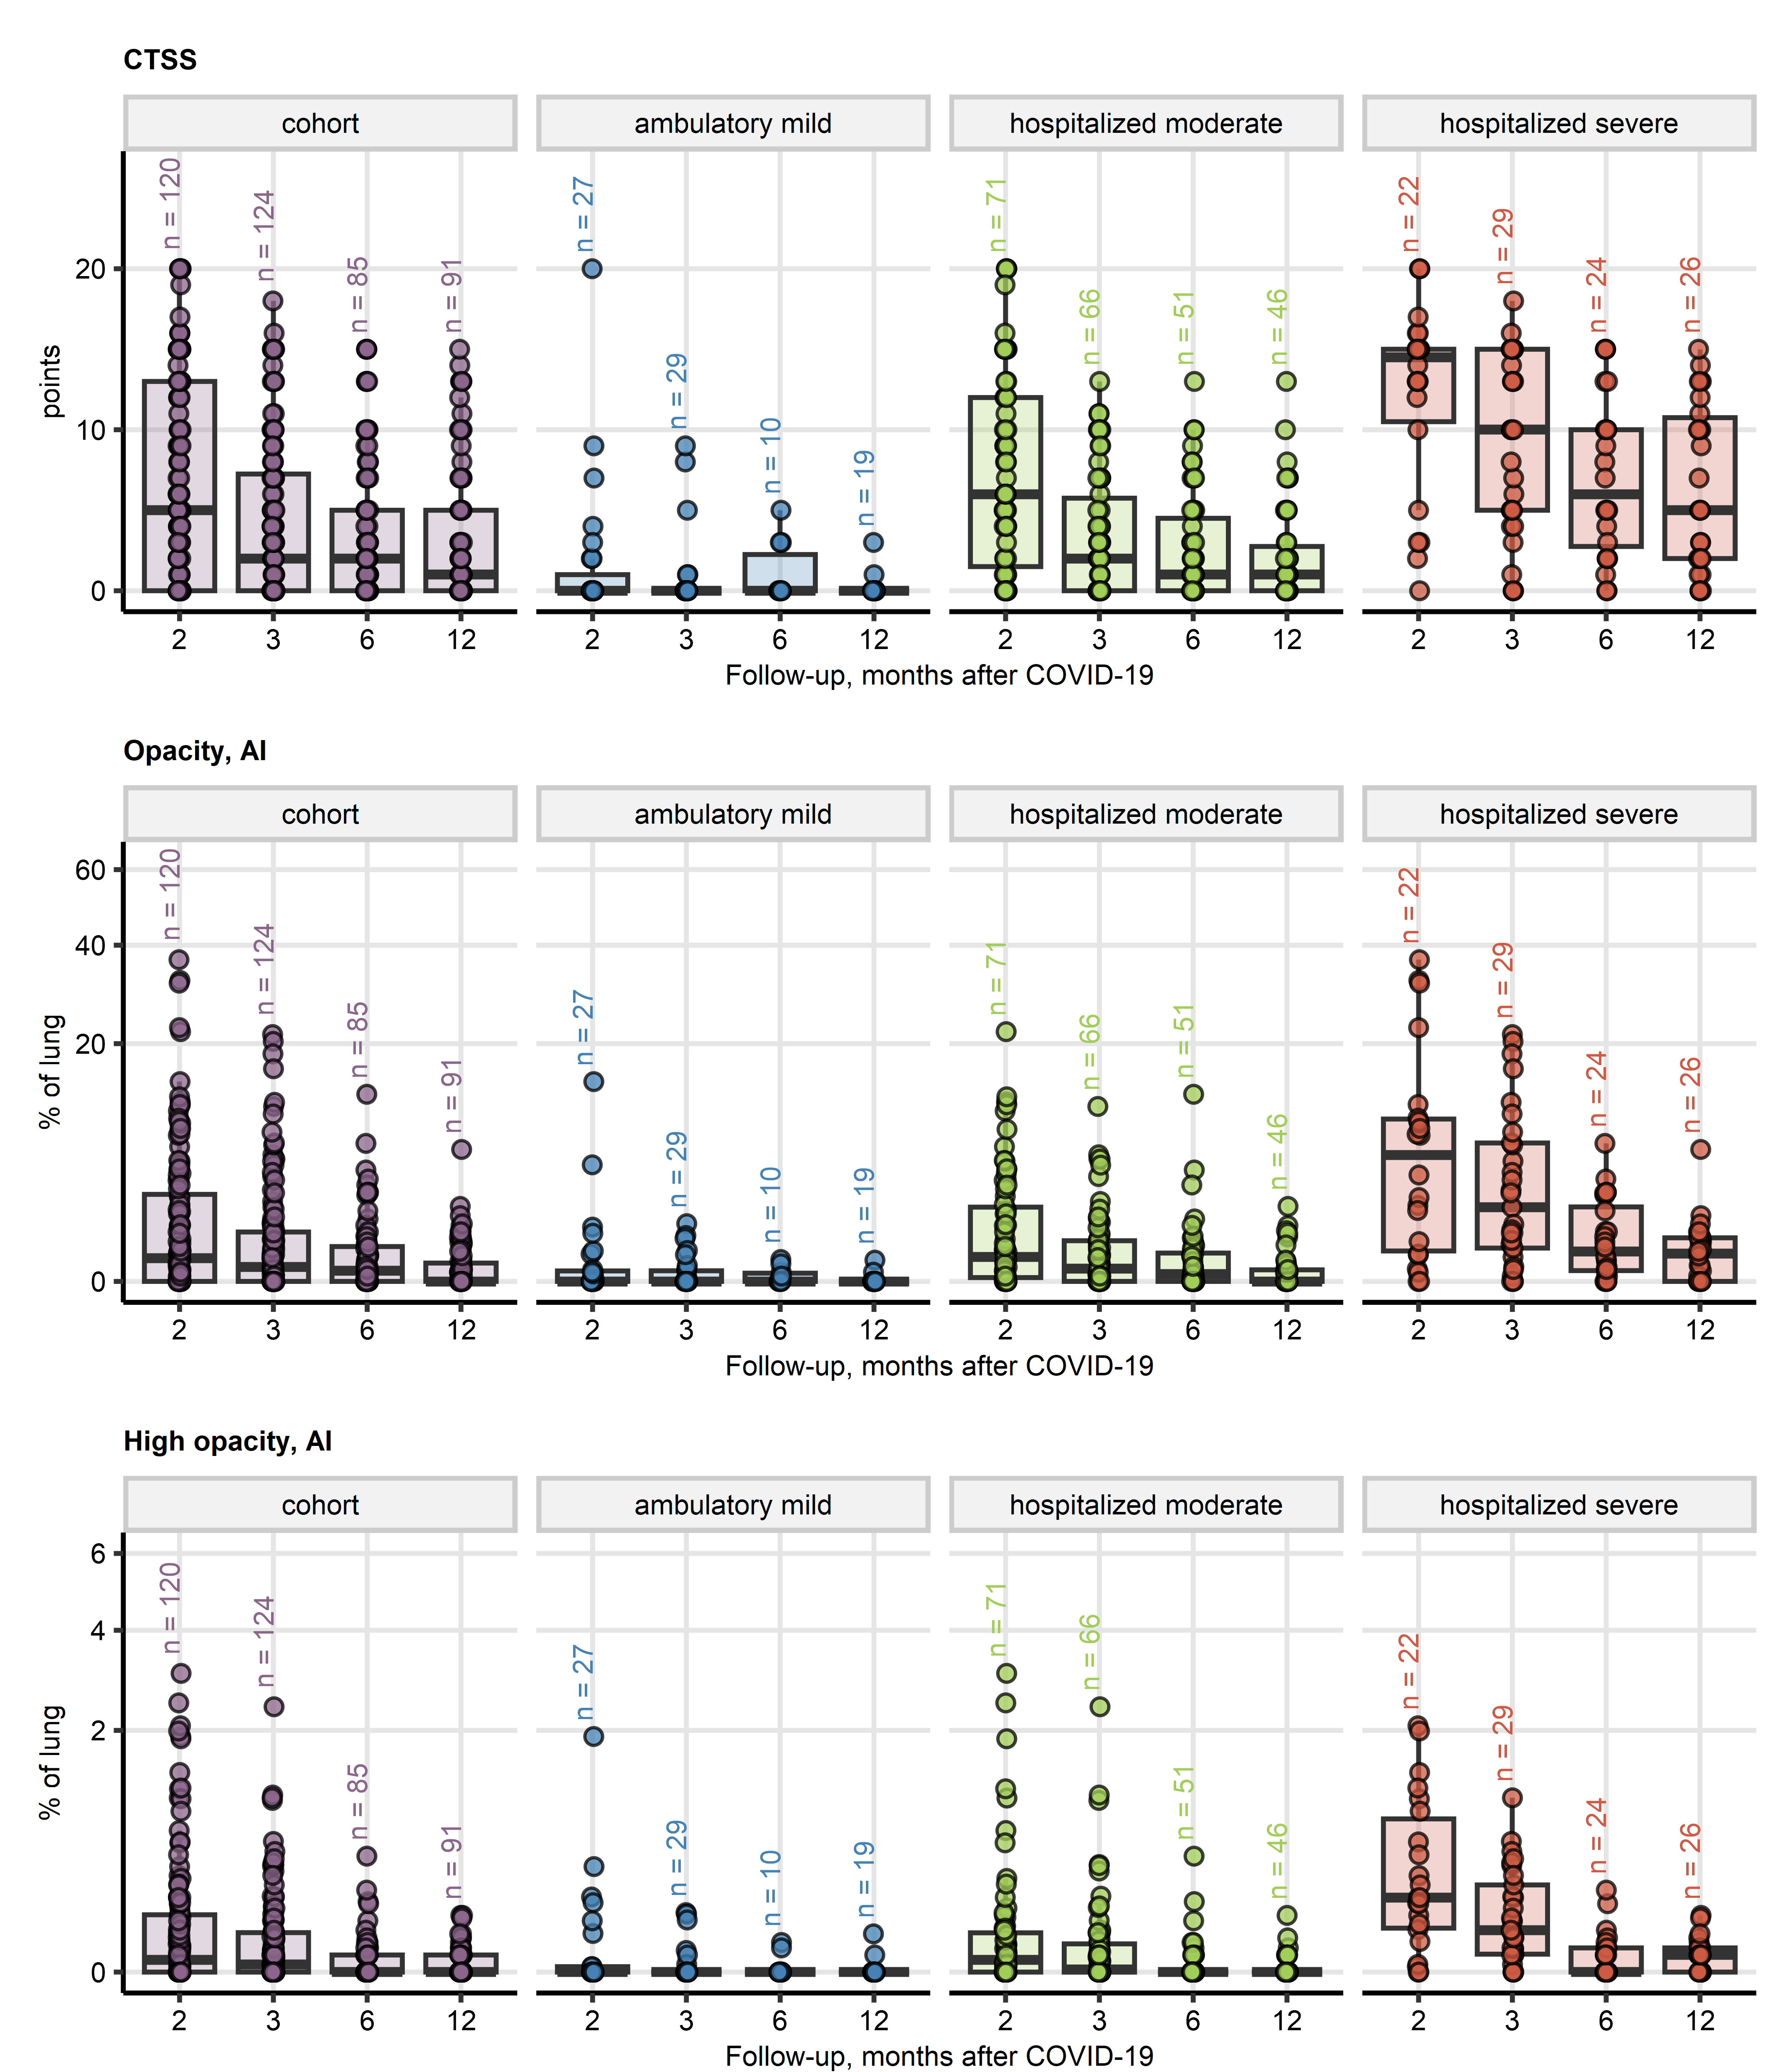 CTSS
cohort ambulatory mild hospitalized moderate hospitalized severe
n = 120 n = 124 n = 85 n = 91 n = 27 n = 29 n = 10 n = 19 n = 71 n = 66 n = 51 n = 46 n = 22 n = 29 n = 24 n = 26
points
20
10
0
2 3 6 12 2 3 6 12 2 3 6 12 2 3 6 12
Follow-up, months after COVID-19
Opacity, AI
cohort ambulatory mild hospitalized moderate hospitalized severe
n = 120 n = 124 n = 85 n = 91 n = 27 n = 29 n = 10 n = 19 n = 71 n = 66 n = 51 n = 46 n = 22 n = 29 n = 24 n = 26
% of lung
60
40
20
0
2 3 6 12 2 3 6 12 2 3 6 12 2 3 6 12
Follow-up, months after COVID-19
High opacity, AI
cohort ambulatory mild hospitalized moderate hospitalized severe
n = 120 n = 124 n = 85 n = 91 n = 27 n = 29 n = 10 n = 19 n = 71 n = 66 n = 51 n = 46 n = 22 n = 29 n = 24 n = 26
% of lung
6
4
2
0
2 3 6 12 2 3 6 12 2 3 6 12 2 3 6 12
Follow-up, months after COVID-19